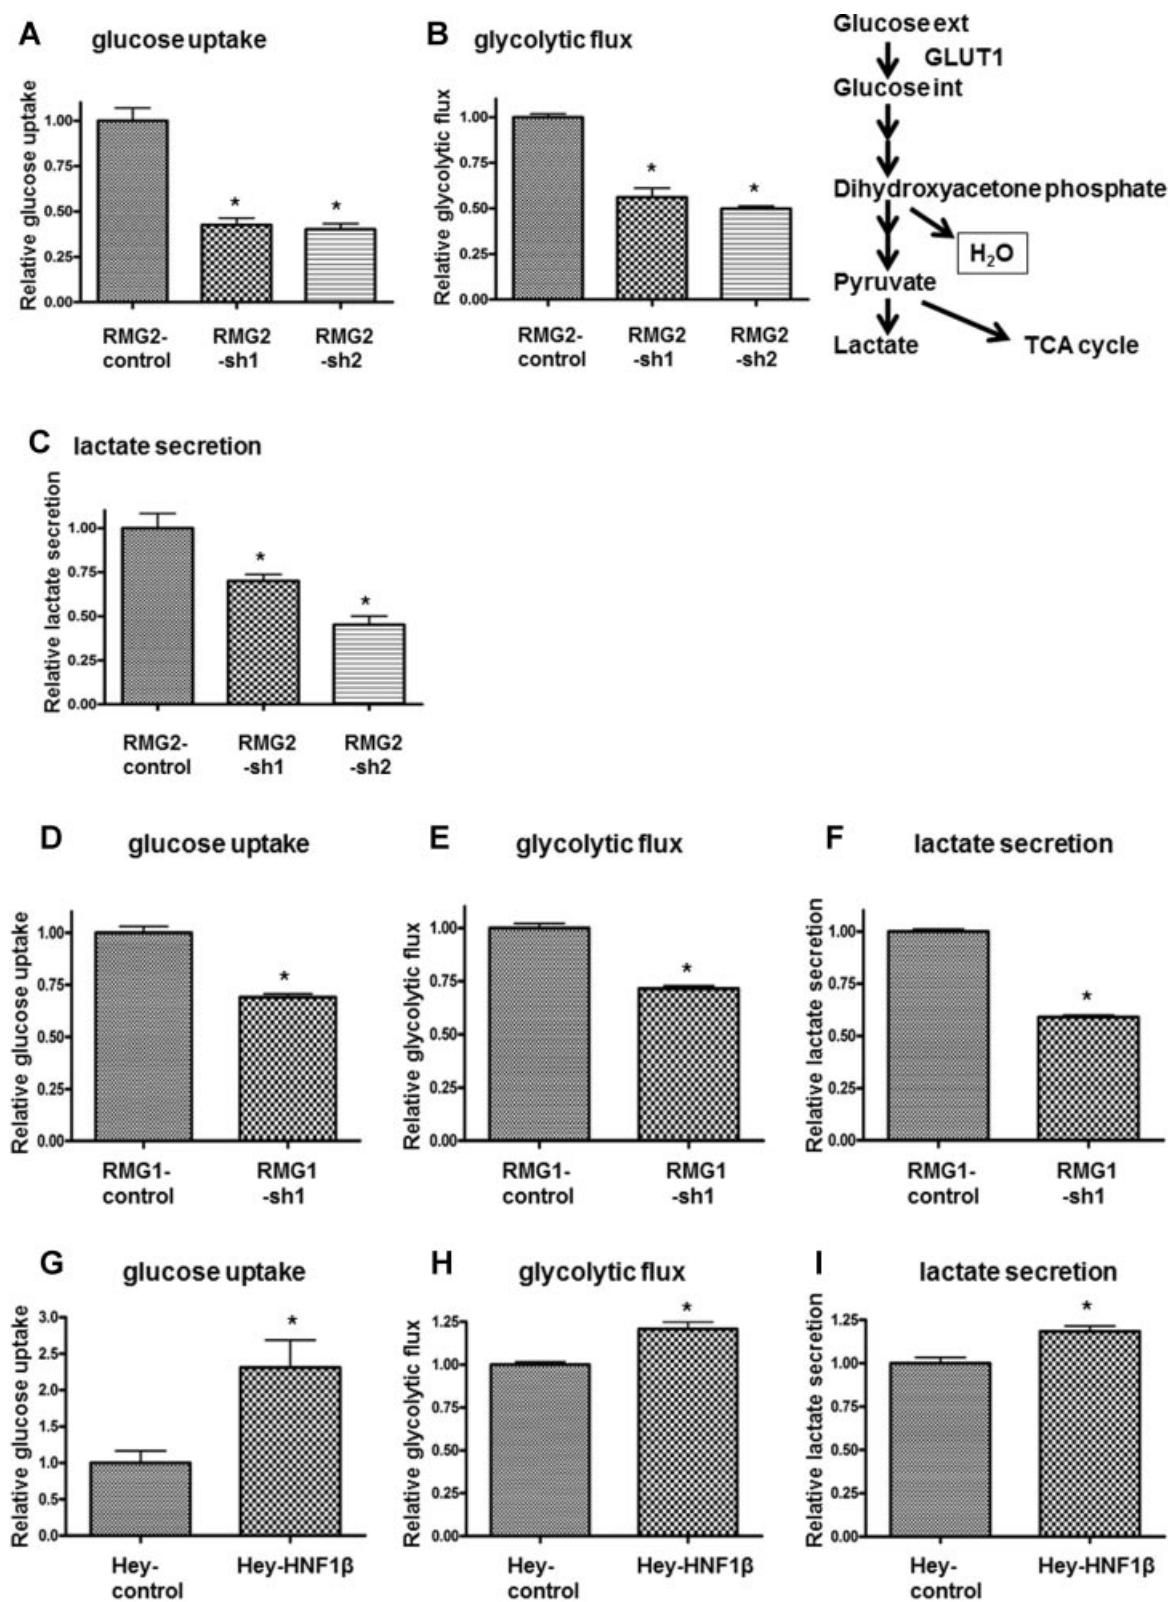 A glucose uptake
Relative glucose uptake
1.00
0.75
0.50
0.25
0.00
* *
RMG2- RMG2 RMG2
control -sh1 -sh2
B glycolytic flux
Relative glycolytic flux
1.00
0.75
0.50
0.25
0.00
* *
RMG2- RMG2 RMG2
control -sh1 -sh2
Glucose ext
GLUT1
Glucose int
Dihydroxyacetone phosphate
H₂O
Pyruvate
Lactate TCA cycle
C lactate secretion
Relative lactate secretion
1.00
0.75
0.50
0.25
0.00
* *
RMG2- RMG2 RMG2
control -sh1 -sh2
D glucose uptake
Relative glucose uptake
1.00
0.75
0.50
0.25
0.00
*
RMG1- RMG1
control -sh1
E glycolytic flux
Relative glycolytic flux
1.00
0.75
0.50
0.25
0.00
*
RMG1- RMG1
control -sh1
F lactate secretion
Relative lactate secretion
1.00
0.75
0.50
0.25
0.00
*
RMG1- RMG1
control -sh1
G glucose uptake
Relative glucose uptake
3.0
2.5
2.0
1.5
1.0
0.5
0.0
*
Hey- Hey-HNF1β
control
H glycolytic flux
Relative glycolytic flux
1.25
1.00
0.75
0.50
0.25
0.00
*
Hey- Hey-HNF1β
control
I lactate secretion
Relative lactate secretion
1.25
1.00
0.75
0.50
0.25
0.00
*
Hey- Hey-HNF1β
control